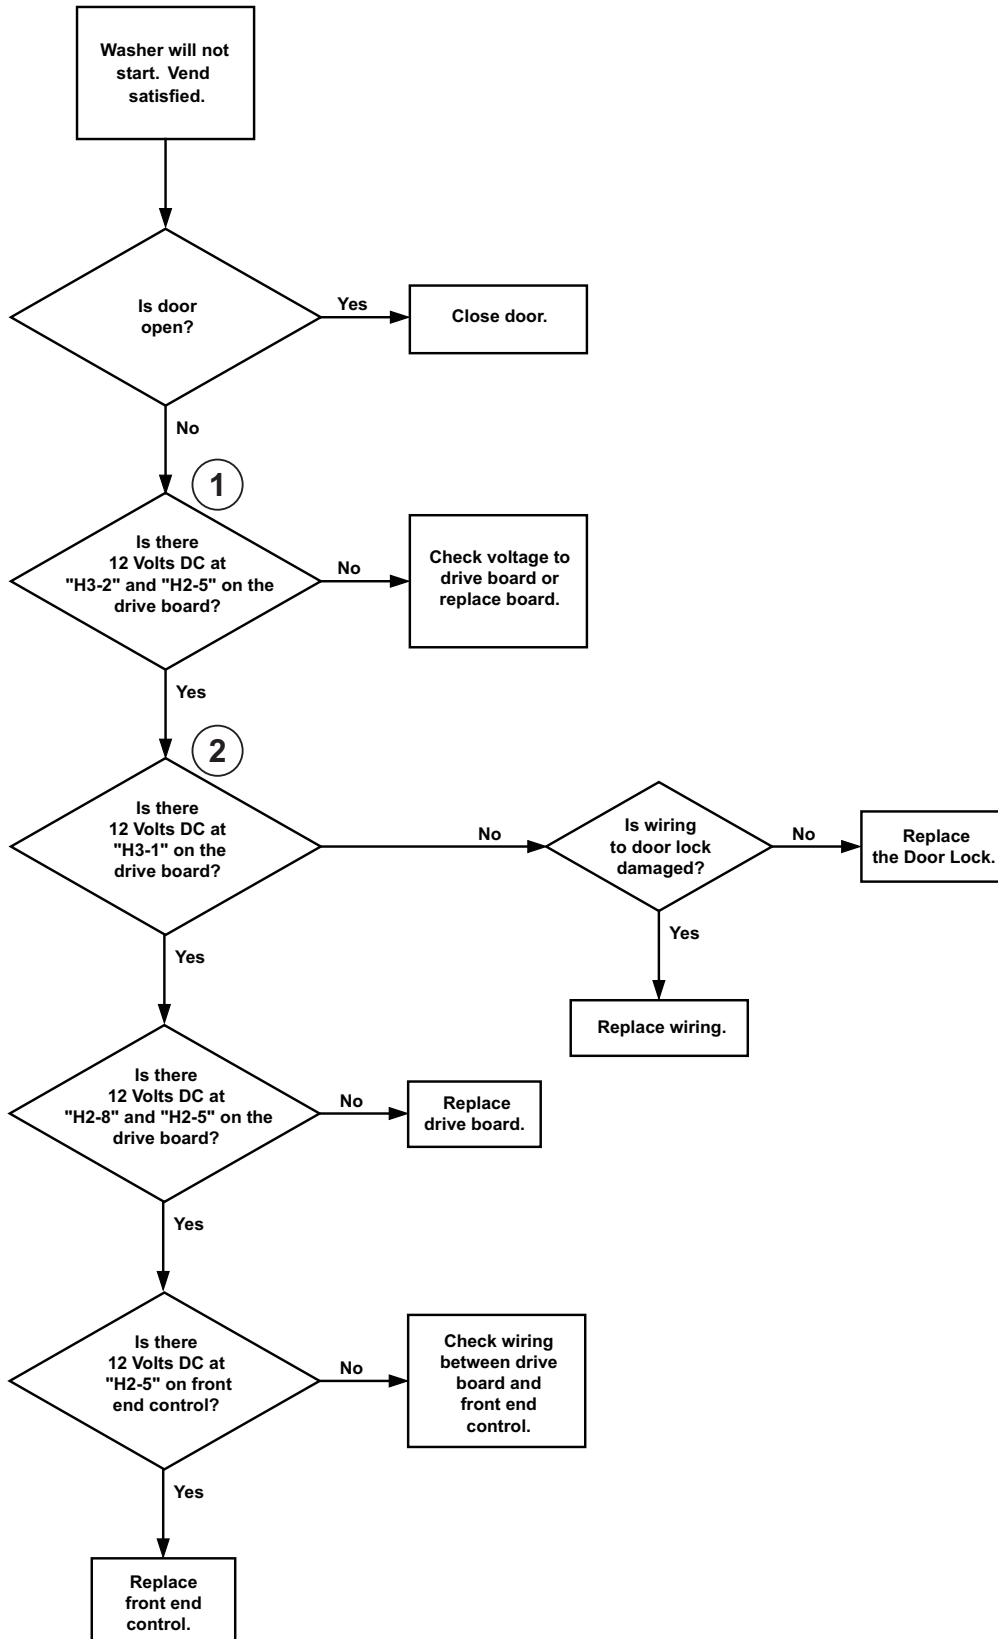 Washer will not
start. Vend
satisfied.
Is door
open?
Yes
Close door.
No
1
Is there
12 Volts DC at
"H3-2" and "H2-5" on the
drive board?
No
Check voltage to
drive board or
replace board.
Yes
2
Is there
12 Volts DC at
"H3-1" on the
drive board?
No
Is wiring
to door lock
damaged?
No
Replace
the Door Lock.
Yes
Replace wiring.
Yes
Is there
12 Volts DC at
"H2-8" and "H2-5" on the
drive board?
No
Replace
drive board.
Yes
Is there
12 Volts DC at
"H2-5" on front
end control?
No
Check wiring
between drive
board and
front end
control.
Yes
Replace
front end
control.